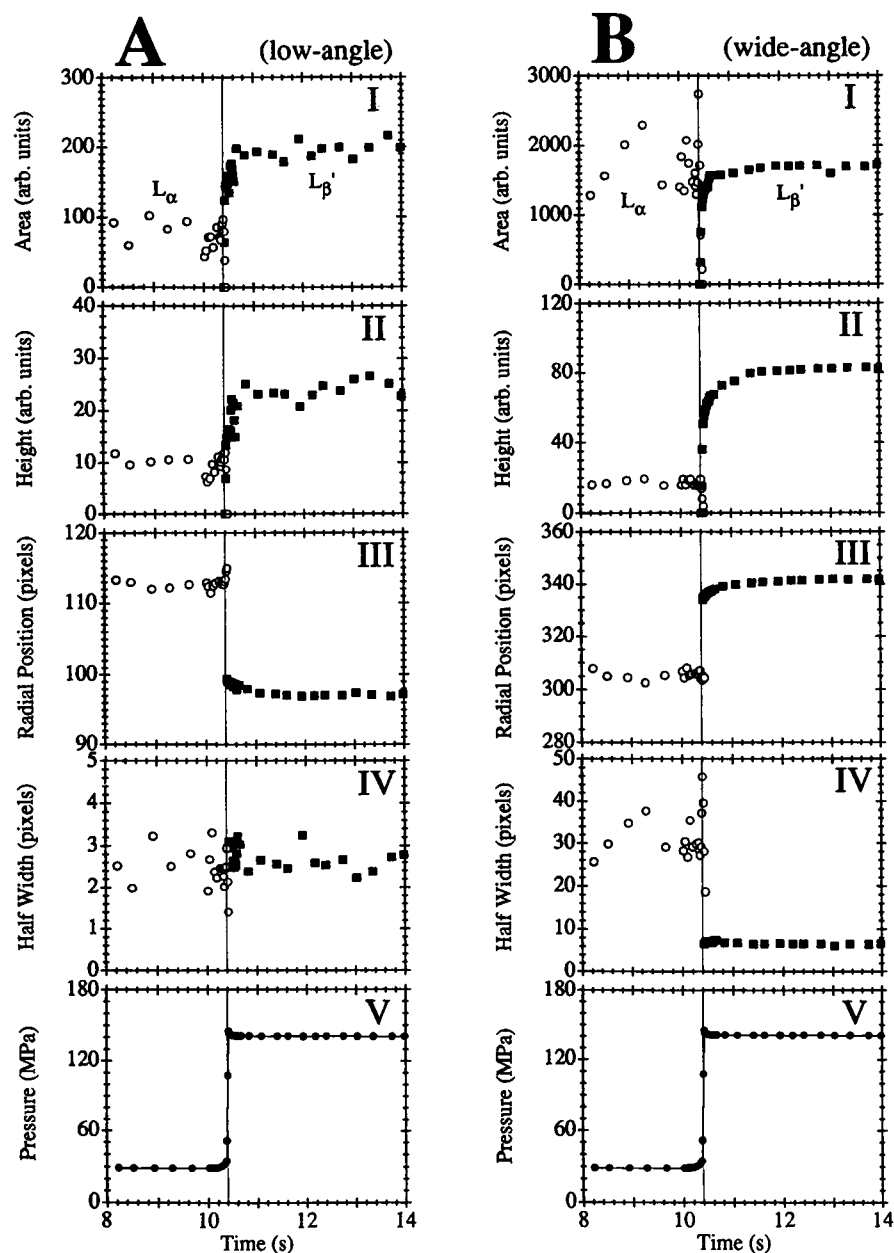 A (low-angle)
300
200
100
0
Area (arb. units)
I
Lα
Lβ'
40
30
20
10
0
Height (arb. units)
II
120
110
100
90
Radial Position (pixels)
III
5
4
3
2
1
0
Half Width (pixels)
IV
180
120
60
0
Pressure (MPa)
V
8 10 12 14
Time (s)
B (wide-angle)
3000
2000
1000
0
Area (arb. units)
I
Lα
Lβ'
120
80
40
0
Height (arb. units)
II
360
340
320
300
280
Radial Position (pixels)
III
50
40
30
20
10
0
Half Width (pixels)
IV
180
120
60
0
Pressure (MPa)
V
8 10 12 14
Time (s)